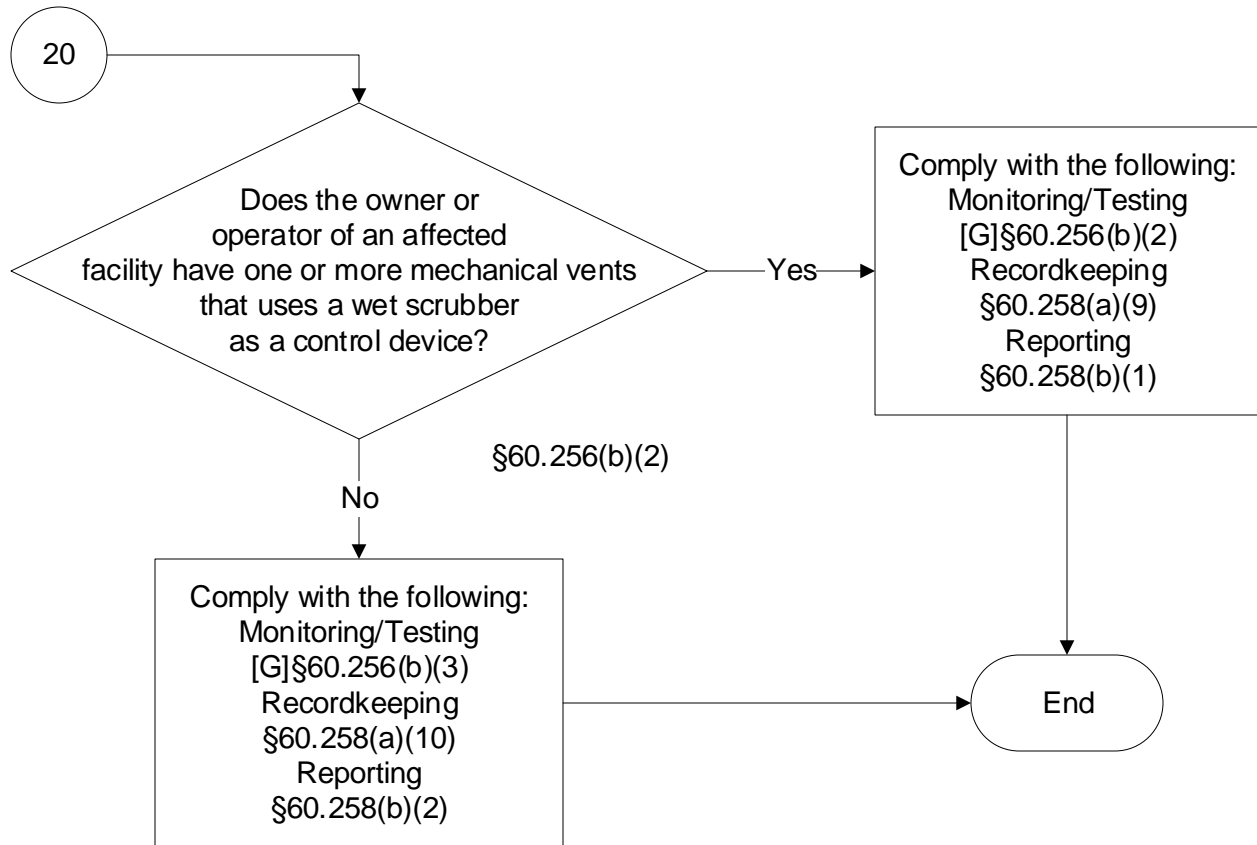 20
Does the owner or
operator of an affected
facility have one or more mechanical vents
that uses a wet scrubber
as a control device?
Yes
Comply with the following:
Monitoring/Testing
[G]§60.256(b)(2)
Recordkeeping
§60.258(a)(9)
Reporting
§60.258(b)(1)
§60.256(b)(2)
No
Comply with the following:
Monitoring/Testing
[G]§60.256(b)(3)
Recordkeeping
§60.258(a)(10)
Reporting
§60.258(b)(2)
End